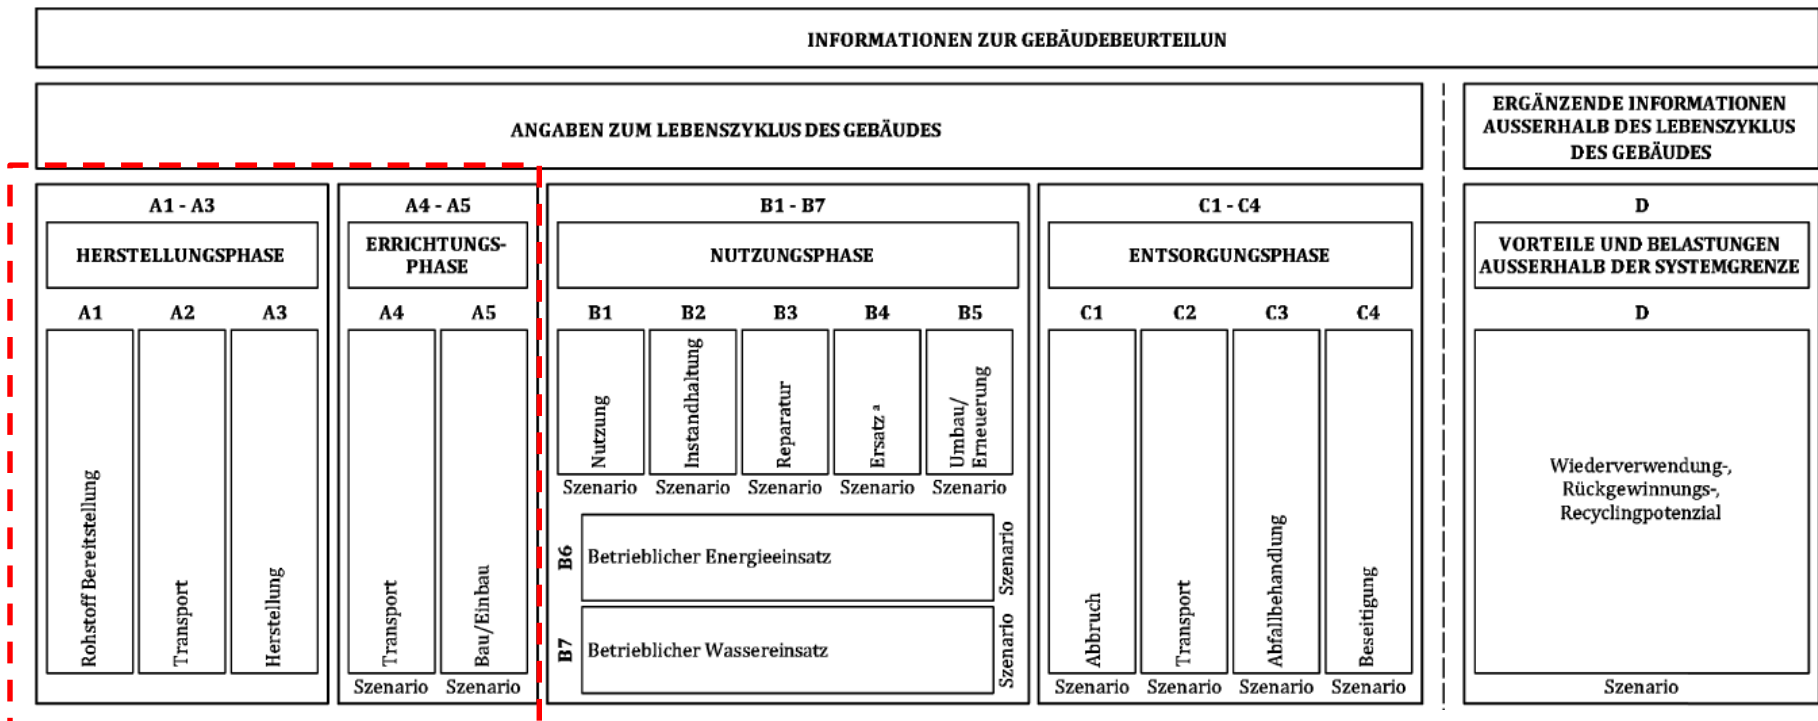 INFORMATIONEN ZUR GEBÄUDEBEURTEILUN
ANGABEN ZUM LEBENSZYKLUS DES GEBÄUDES
ERGÄNZENDE INFORMATIONEN
AUSSERHALB DES LEBENSZYKLUS
DES GEBÄUDES
A1 - A3
HERSTELLUNGSPHASE
A1
A2
A3
Rohstoff Bereitstellung
Transport
Herstellung
A4 - A5
ERRICHTUNGS-
PHASE
A4
A5
Transport
Bau/Einbau
Szenario
Szenario
B1 - B7
NUTZUNGSPHASE
B1
B2
B3
B4
B5
Nutzung
Instandhaltung
Reparatur
Ersatz a
Umbau/
Erneuerung
Szenario
Szenario
Szenario
Szenario
Szenario
B6
Betrieblicher Energieeinsatz
Szenario
B7
Betrieblicher Wassereinsatz
Szenario
C1 - C4
ENTSORGUNGSPHASE
C1
C2
C3
C4
Abbruch
Transport
Abfallbehandlung
Beseitigung
Szenario
Szenario
Szenario
Szenario
D
VORTEILE UND BELASTUNGEN
AUSSERHALB DER SYSTEMGRENZE
D
Wiederverwendung-,
Rückgewinnungs-,
Recyclingpotenzial
Szenario